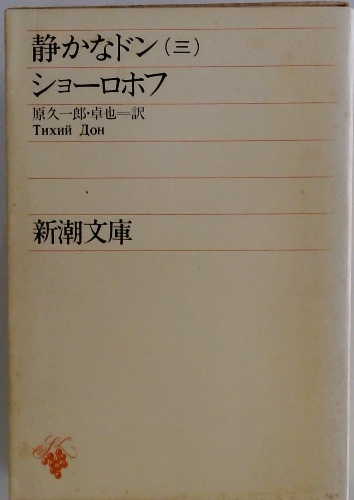 静かなドン(三)
ショーロホフ
原久一郎・卓也＝訳
Тихий Дон
新潮文庫